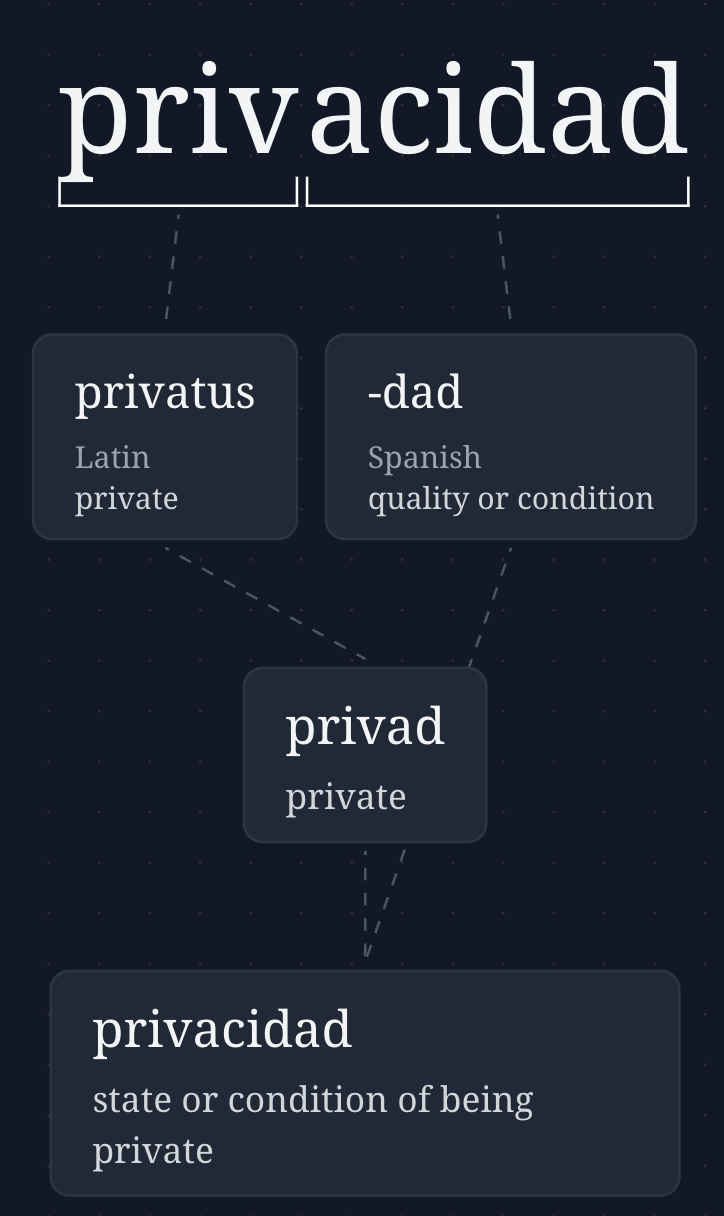 privacidad
privatus
Latin
private
-dad
Spanish
quality or condition
privad
private
privacidad
state or condition of being
private